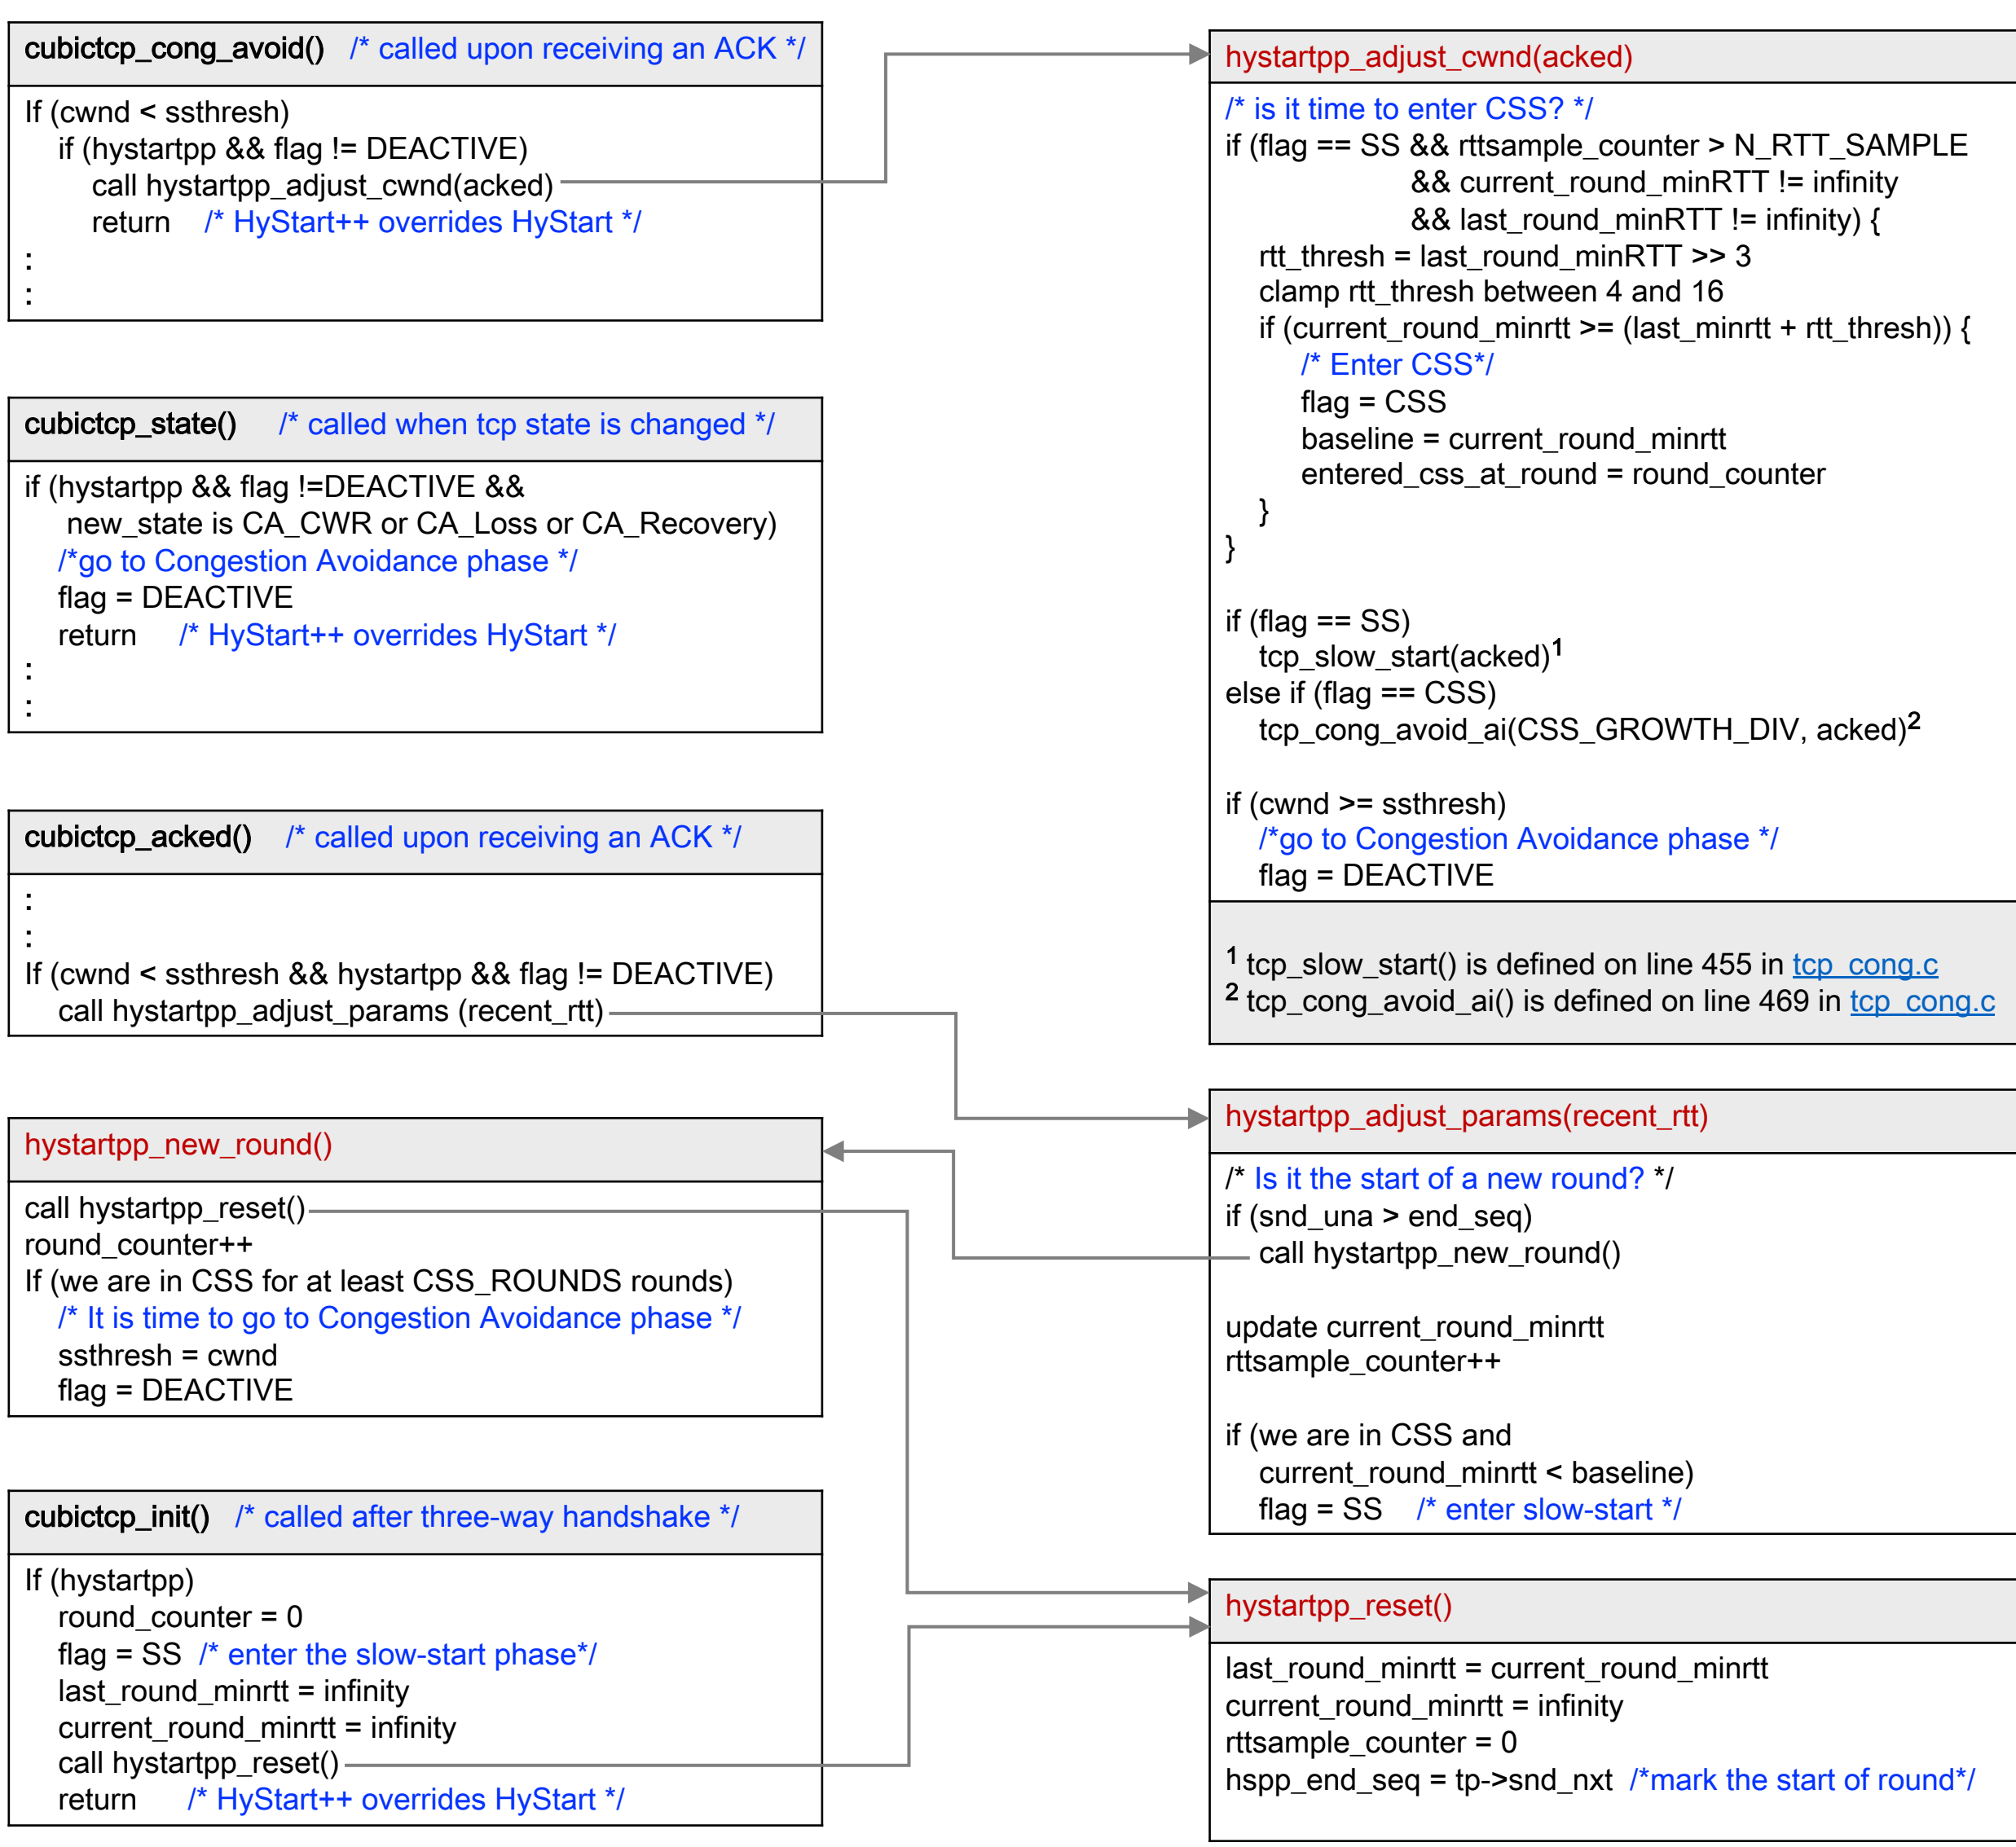 cubictcp_cong_avoid()   /* called upon receiving an ACK */
If (cwnd < ssthresh)
if (hystartpp && flag != DEACTIVE)
call hystartpp_adjust_cwnd(acked)
return   /* HyStart++ overrides HyStart */
:
:
cubictcp_state()   /* called when tcp state is changed */
if (hystartpp && flag !=DEACTIVE &&
new_state is CA_CWR or CA_Loss or CA_Recovery)
/*go to Congestion Avoidance phase */
flag = DEACTIVE
return   /* HyStart++ overrides HyStart */
:
:
cubictcp_acked()   /* called upon receiving an ACK */
:
:
If (cwnd < ssthresh && hystartpp && flag != DEACTIVE)
call hystartpp_adjust_params (recent_rtt)
hystartpp_new_round()
call hystartpp_reset()
round_counter++
If (we are in CSS for at least CSS_ROUNDS rounds)
/* It is time to go to Congestion Avoidance phase */
ssthresh = cwnd
flag = DEACTIVE
cubictcp_init()   /* called after three-way handshake */
If (hystartpp)
round_counter = 0
flag = SS  /* enter the slow-start phase*/
last_round_minrtt = infinity
current_round_minrtt = infinity
call hystartpp_reset()
return   /* HyStart++ overrides HyStart */
hystartpp_adjust_cwnd(acked)
/* is it time to enter CSS? */
if (flag == SS && rttsample_counter > N_RTT_SAMPLE
&& current_round_minRTT != infinity
&& last_round_minRTT != infinity) {
rtt_thresh = last_round_minRTT >> 3
clamp rtt_thresh between 4 and 16
if (current_round_minrtt >= (last_minrtt + rtt_thresh)) {
/* Enter CSS*/
flag = CSS
baseline = current_round_minrtt
entered_css_at_round = round_counter
}
}
if (flag == SS)
tcp_slow_start(acked)¹
else if (flag == CSS)
tcp_cong_avoid_ai(CSS_GROWTH_DIV, acked)²
if (cwnd >= ssthresh)
/*go to Congestion Avoidance phase */
flag = DEACTIVE
¹ tcp_slow_start() is defined on line 455 in tcp_cong.c
² tcp_cong_avoid_ai() is defined on line 469 in tcp_cong.c
hystartpp_adjust_params(recent_rtt)
/* Is it the start of a new round? */
if (snd_una > end_seq)
call hystartpp_new_round()
update current_round_minrtt
rttsample_counter++
if (we are in CSS and
current_round_minrtt < baseline)
flag = SS   /* enter slow-start */
hystartpp_reset()
last_round_minrtt = current_round_minrtt
current_round_minrtt = infinity
rttsample_counter = 0
hspp_end_seq = tp->snd_nxt  /*mark the start of round*/